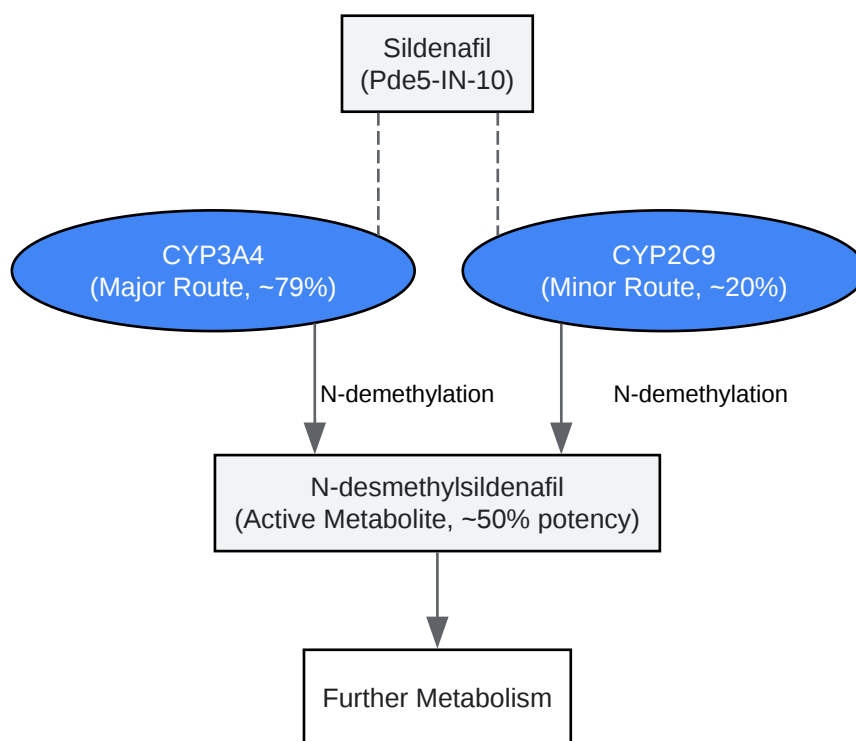 Sildenafil
(Pde5-IN-10)
CYP3A4
(Major Route, ~79%)
CYP2C9
(Minor Route, ~20%)
N-demethylation
N-demethylation
N-desmethylsildenafil
(Active Metabolite, ~50% potency)
Further Metabolism